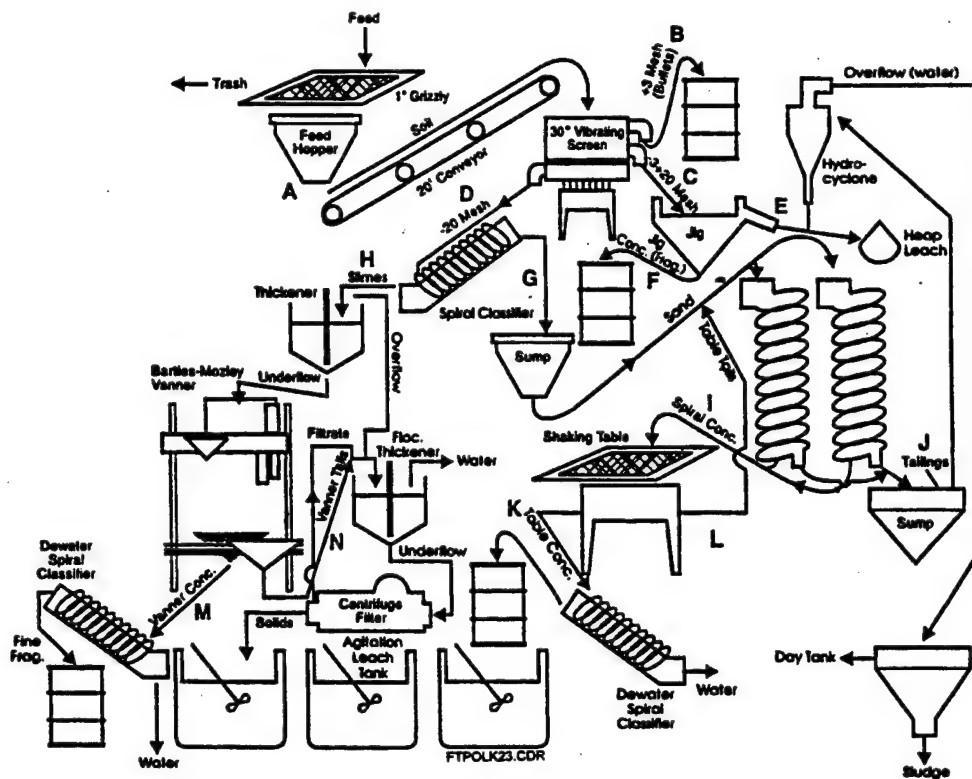 Feed
Trash
1" Grizzly
Feed
Hopper
A
Soil
20' Conveyor
30" Vibrating
Screen
B
+3 Mesh
(Bullets)
C
-3+20 Mesh
D
-20 Mesh
Overflow (water)
Hydro-
cyclone
E
Jig
Jig
Conc. (frag.)
F
Heap
Leach
G
H
Slimes
Thickener
Spiral Classifier
Sump
Sand
Table Tails
Overflow
Underflow
Bartles-Mozley
Vanner
Filtrate
Vanner Tails
Floc.
Thickener
Water
I
Spiral Conc.
Shaking Table
J
Tailings
Sump
K
Table Conc.
L
N
Underflow
Dewater
Spiral
Classifier
Vanner Conc.
M
Solids
Centrifuge
Filter
Agitation
Leach
Tank
Fine
Frag.
Water
Water
Dewater
Spiral
Classifier
Day Tank
Sludge
FTPOLK23.CDR